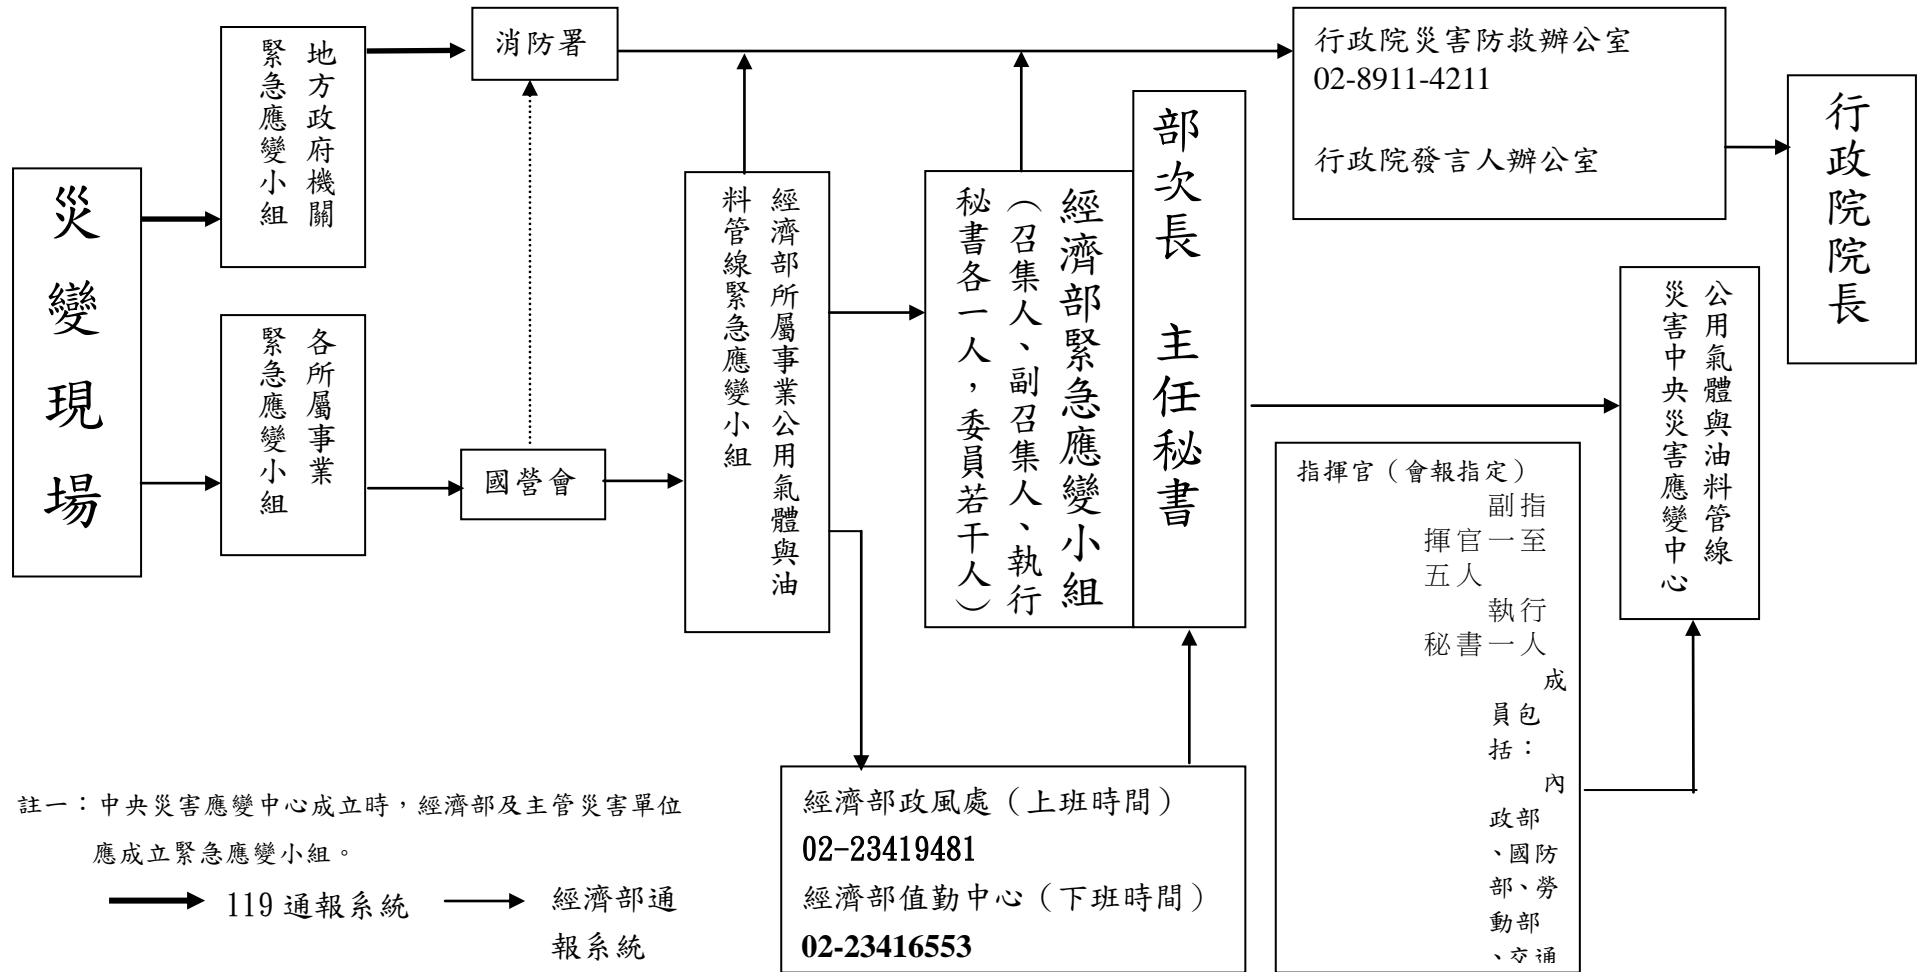 災變現場
地方政府機關
緊急應變小組
各所屬事業
緊急應變小組
消防署
國營會
經濟部所屬事業公用氣體與油
料管線緊急應變小組
經濟部緊急應變小組
（召集人、副召集人、執行
秘書各一人，委員若干人）
部次長 主任秘書
行政院災害防救辦公室
02-8911-4211
行政院發言人辦公室
行政院院長
公用氣體與油料管線
災害中央災害應變中心
指揮官（會報指定）
副指
揮官一至
五人
執行
秘書一人
成
員包
括：
內
政部
、國防
部、勞
動部
、交通
經濟部政風處（上班時間）
02-23419481
經濟部值勤中心（下班時間）
02-23416553
註一：中央災害應變中心成立時，經濟部及主管災害單位
應成立緊急應變小組。
119 通報系統
經濟部通
報系統